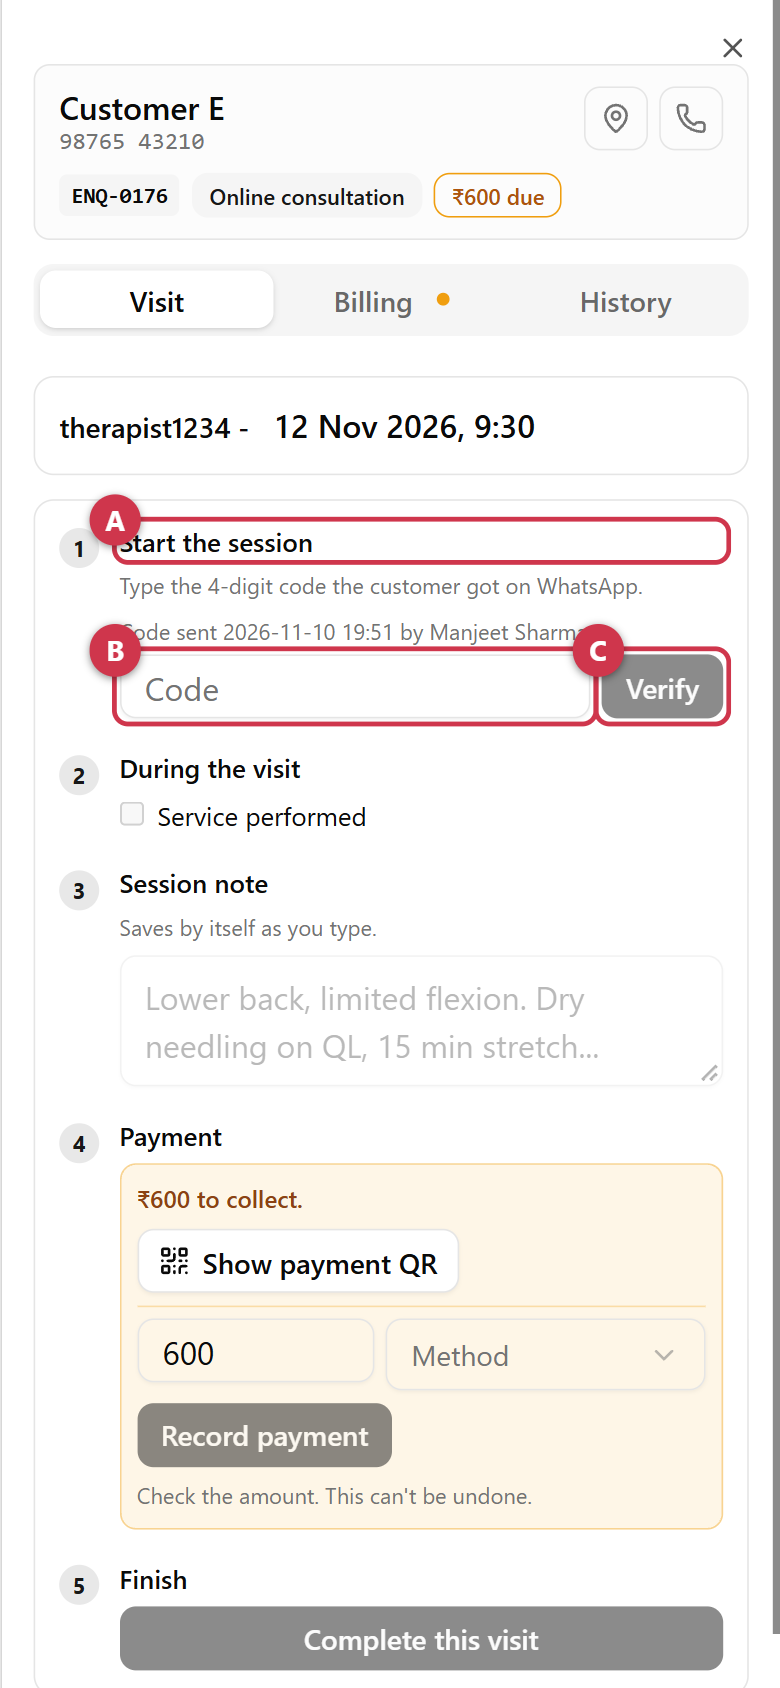 Customer E
98765 43210
ENQ-0176 Online consultation ₹600 due
Visit Billing History
therapist1234 - 12 Nov 2026, 9:30
A
1 Start the session
Type the 4-digit code the customer got on WhatsApp.
Code sent 2026-11-10 19:51 by Manjeet Sharma
B C
Code Verify
2 During the visit
Service performed
3 Session note
Saves by itself as you type.
Lower back, limited flexion. Dry
needling on QL, 15 min stretch...
4 Payment
₹600 to collect.
Show payment QR
600 Method
Record payment
Check the amount. This can't be undone.
5 Finish
Complete this visit